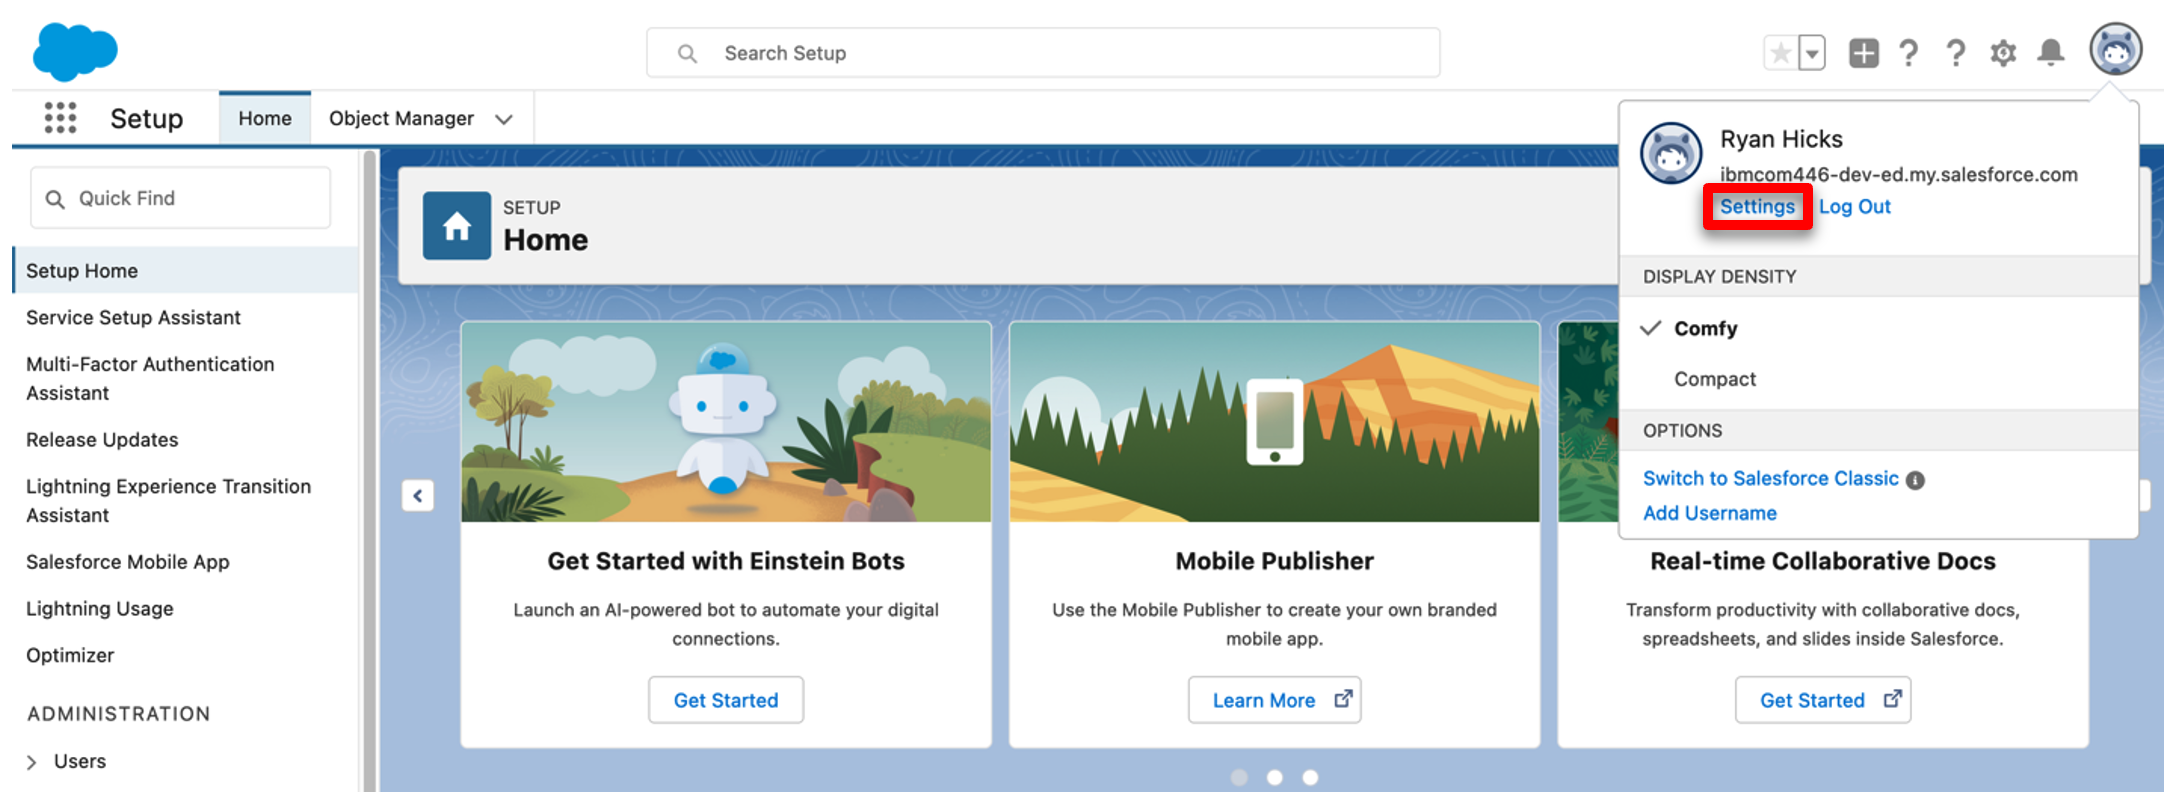 Search Setup
Setup
Home
Object Manager
Quick Find
Setup Home
Service Setup Assistant
Multi-Factor Authentication
Assistant
Release Updates
Lightning Experience Transition
Assistant
Salesforce Mobile App
Lightning Usage
Optimizer
ADMINISTRATION
Users
SETUP
Home
Get Started with Einstein Bots
Launch an AI-powered bot to automate your digital
connections.
Get Started
Mobile Publisher
Use the Mobile Publisher to create your own branded
mobile app.
Learn More
Real-time Collaborative Docs
Transform productivity with collaborative docs,
spreadsheets, and slides inside Salesforce.
Get Started
Ryan Hicks
ibmcom446-dev-ed.my.salesforce.com
Settings Log Out
DISPLAY DENSITY
Comfy
Compact
OPTIONS
Switch to Salesforce Classic
Add Username